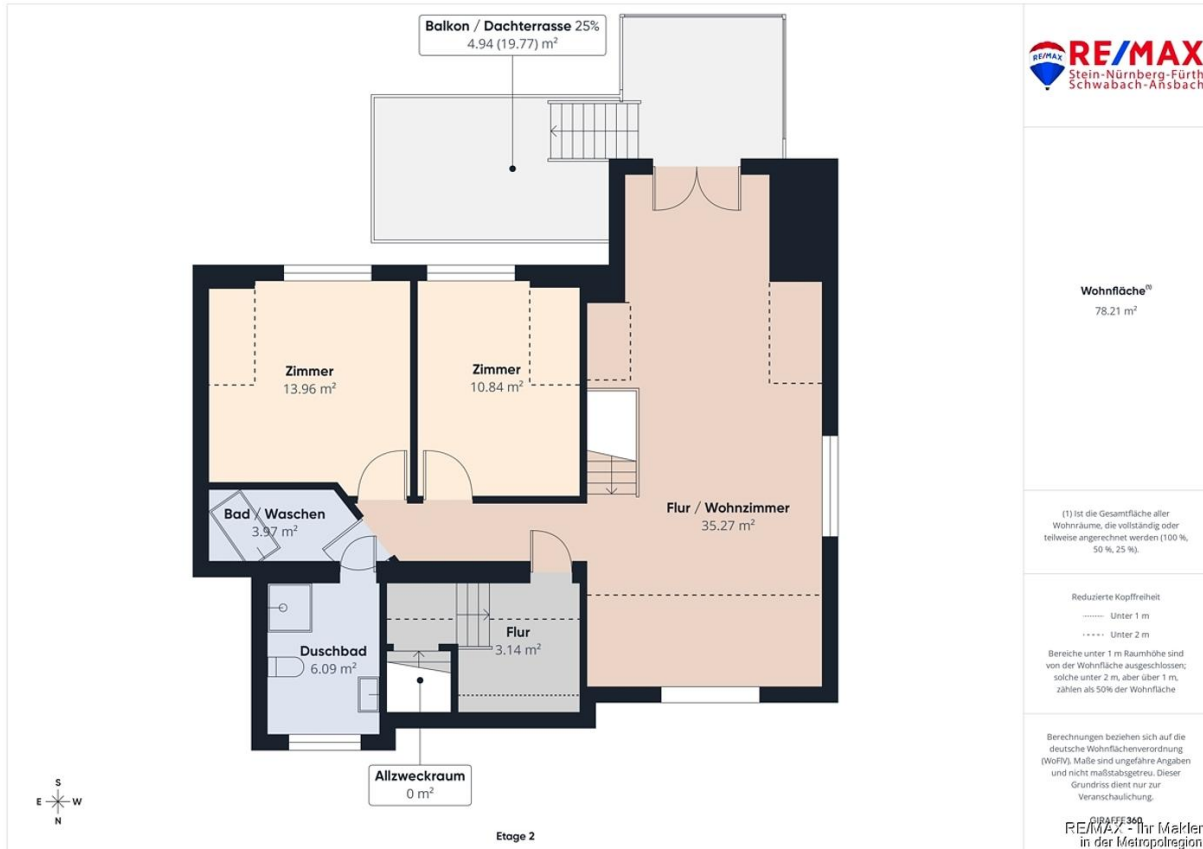 Balkon / Dachterrasse 25%
4.94 (19.77) m²
RE/MAX
RE/MAX
Stein-Nürnberg-Fürth
Schwabach-Ansbach
Wohnfläche⁽¹⁾
78.21 m²
Zimmer
13.96 m²
Zimmer
10.84 m²
Bad / Waschen
3.97 m²
Flur / Wohnzimmer
35.27 m²
Duschbad
6.09 m²
Flur
3.14 m²
Allzweckraum
0 m²
S
E W
N
Etage 2
(1) Ist die Gesamtfläche aller
Wohnräume, die vollständig oder
teilweise angerechnet werden (100 %,
50 %, 25 %).
Reduzierte Kopffreiheit
Unter 1 m
Unter 2 m
Bereiche unter 1 m Raumhöhe sind
von der Wohnfläche ausgeschlossen;
solche unter 2 m, aber über 1 m,
zählen als 50% der Wohnfläche
Berechnungen beziehen sich auf die
deutsche Wohnflächenverordnung
(WoFlV). Maße sind ungefähre Angaben
und nicht maßstabsgetreu. Dieser
Grundriss dient nur zur
Veranschaulichung.
GIRAFFE360
RE/MAX - Ihr Makler
in der Metropolregion